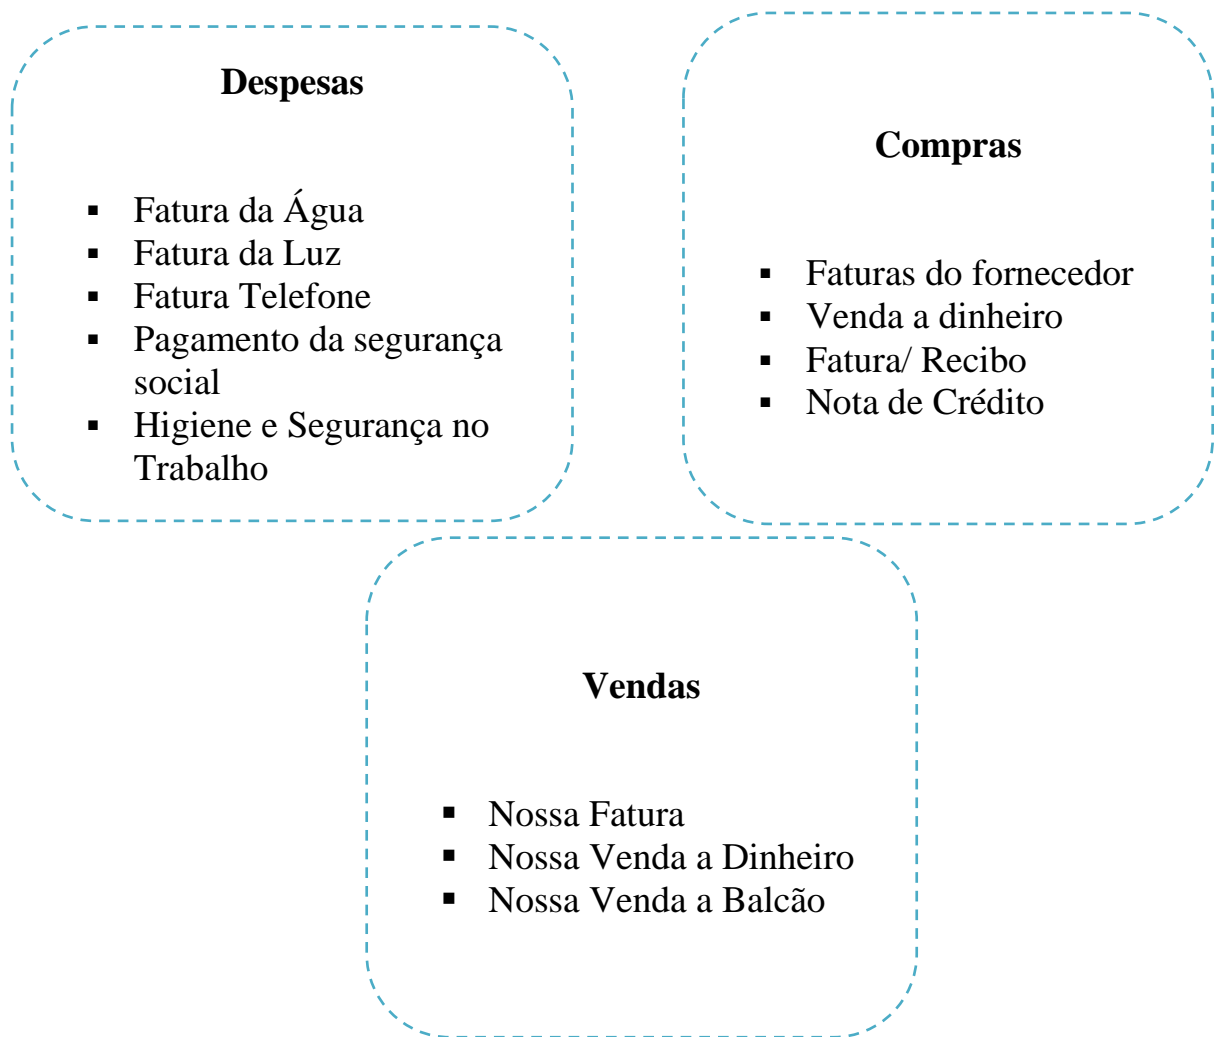 Despesas
▪ Fatura da Água
▪ Fatura da Luz
▪ Fatura Telefone
▪ Pagamento da segurança
social
▪ Higiene e Segurança no
Trabalho
Compras
▪ Faturas do fornecedor
▪ Venda a dinheiro
▪ Fatura/ Recibo
▪ Nota de Crédito
Vendas
▪ Nossa Fatura
▪ Nossa Venda a Dinheiro
▪ Nossa Venda a Balcão